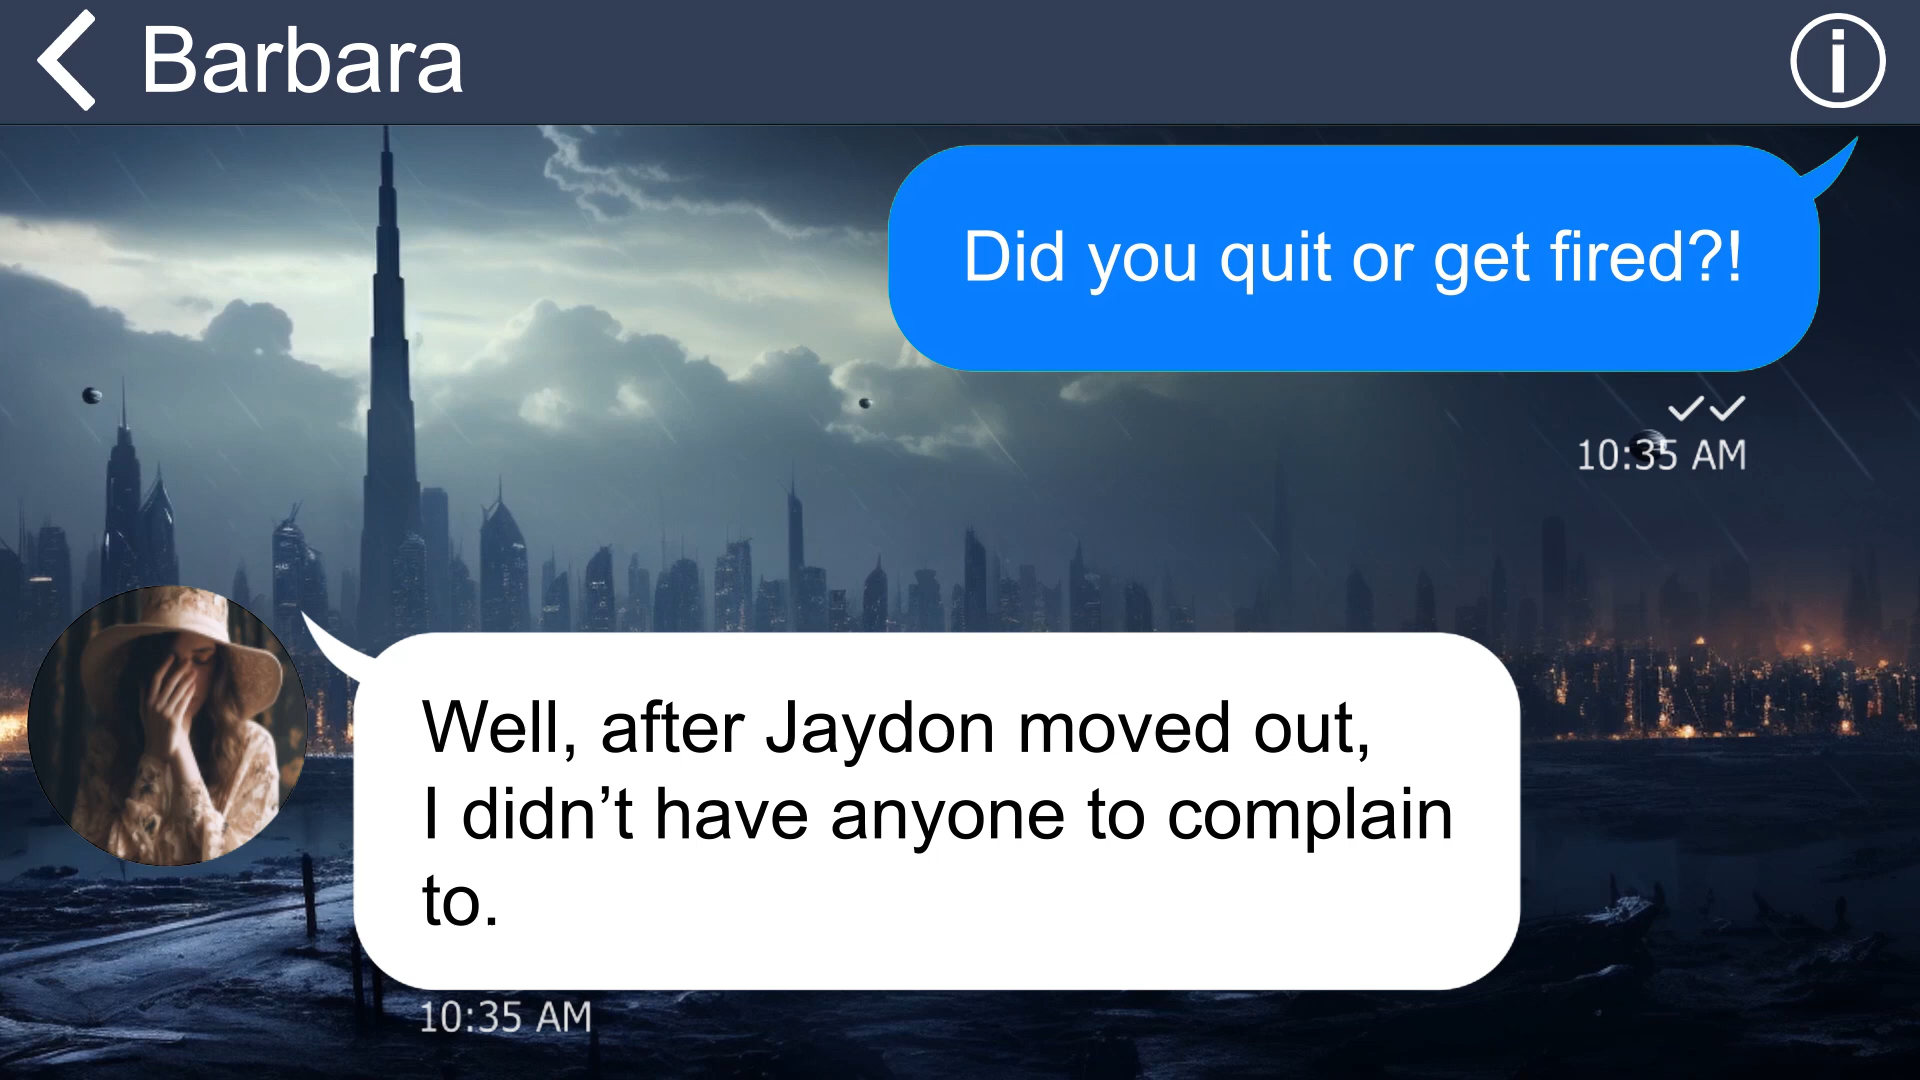 Barbara
Did you quit or get fired?!
10:35 AM
Well, after Jaydon moved out,
I didn’t have anyone to complain
to.
10:35 AM